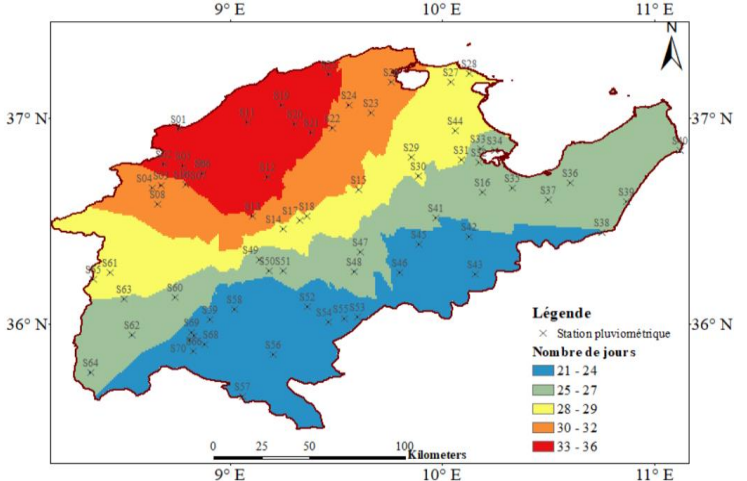 9° E 10° E 11° E
N
S28
S27
S24
S23
S01
S22
S44
37° N 37° N
S33 S34
S29
S31
S30
S04
S08
S15
S16
S35
S36
S37
S39
S17 S18
S14
S41
S38
S42
S45
S47
S49
S50 S51
S48
S46
S43
S61
S63
S60
S58
S59
S52
S54 S55 S53
36° N 36° N
S62
S68
S70
S56
S64
S57
Légende
Station pluviométrique
Nombre de jours
21 - 24
25 - 27
28 - 29
30 - 32
33 - 36
0 25 50 100
Kilometers
9° E 10° E 11° E